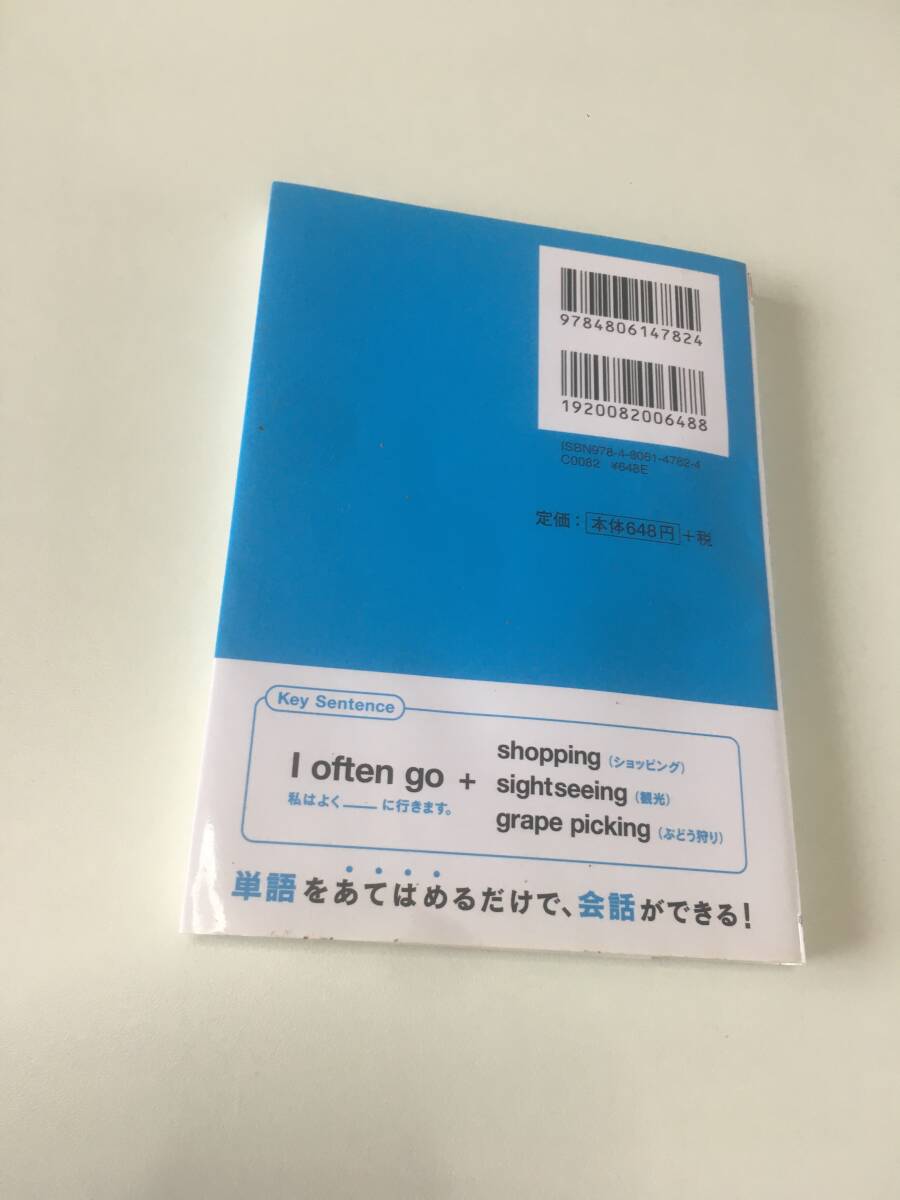 9784806147824
1920082006488
ISBN978-4-8061-4782-4
C0082 ¥648E
定価：本体648円+税
Key Sentence
I often go + shopping（ショッピング）
sightseeing（観光）
grape picking（ぶどう狩り）
私はよく____に行きます。
単語をあてはめるだけで、会話ができる！